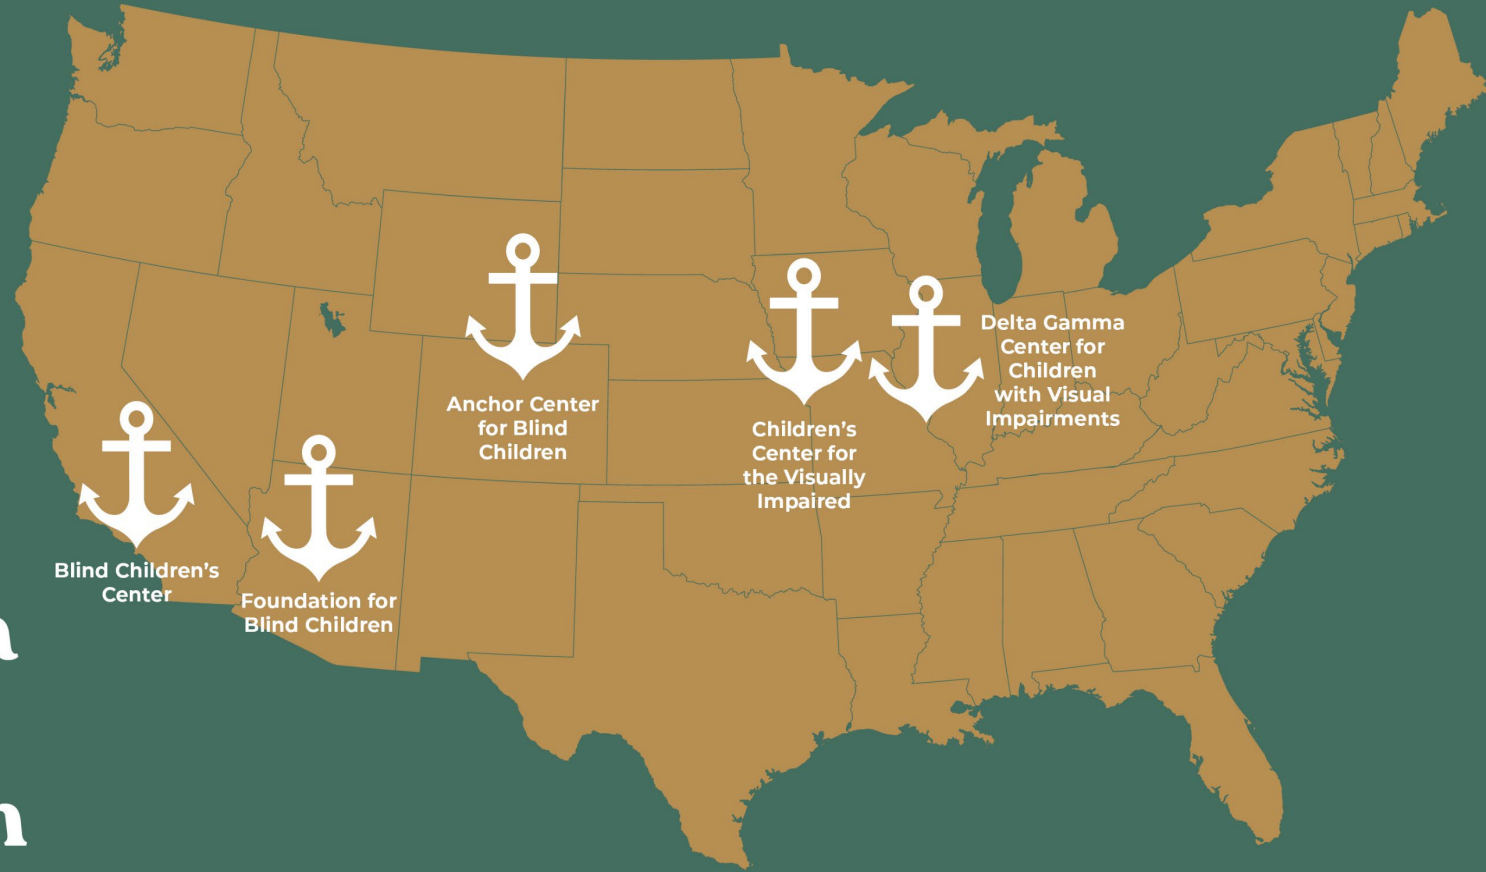 Delta Gamma
Center for
Children
with Visual
Impairments
Anchor Center
for Blind
Children
Children’s
Center for
the Visually
Impaired
Blind Children’s
Center
Foundation for
Blind Children